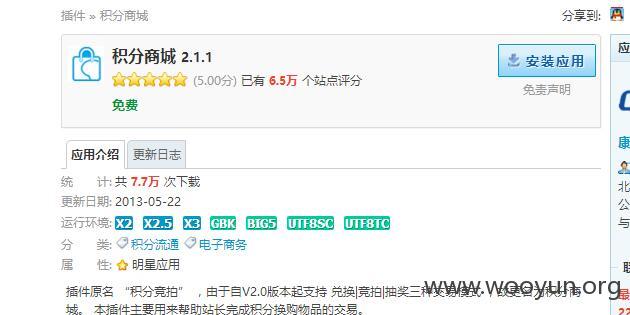 插件 » 积分商城
分享到:
积分商城 2.1.1
(5.00分) 已有 6.5万 个站点评分
免费
安装应用
免责声明
应用介绍
更新日志
统 计: 共 7.7万 次下载
更新日期: 2013-05-22
运行环境: X2 X2.5 X3 GBK BIG5 UTF8SC UTF8TC
分 类: 积分流通 电子商务
属 性: 明星应用
插件原名 “积分竞拍” ，由于自V2.0版本起支持 兑换|竞拍|抽奖三种交易模式，故更名为积分商
城。 本插件主要用来帮助站长完成积分换购物品的交易。
www.wooyun.org
康
北
公
与
22